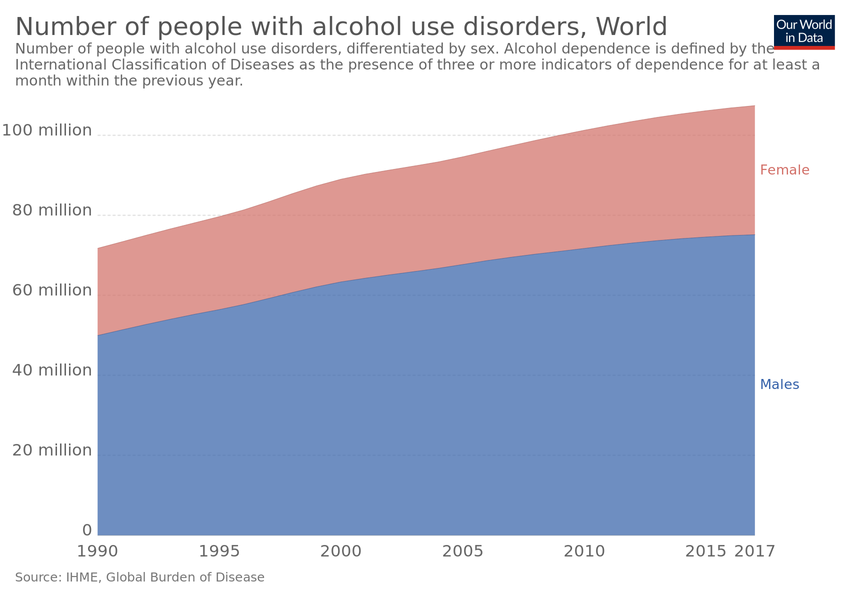 Number of people with alcohol use disorders, World
Our World
in Data
Number of people with alcohol use disorders, differentiated by sex. Alcohol dependence is defined by the
International Classification of Diseases as the presence of three or more indicators of dependence for at least a
month within the previous year.
100 million
Female
80 million
60 million
40 million
Males
20 million
0
1990 1995 2000 2005 2010 2015 2017
Source: IHME, Global Burden of Disease